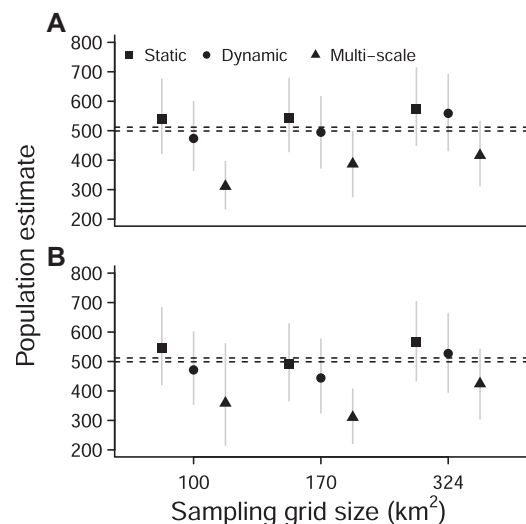 A
800
700
600
500
400
300
200
Static Dynamic Multi−scale
B
800
700
600
500
400
300
200
Population estimate
100 170 324
Sampling grid size (km²)